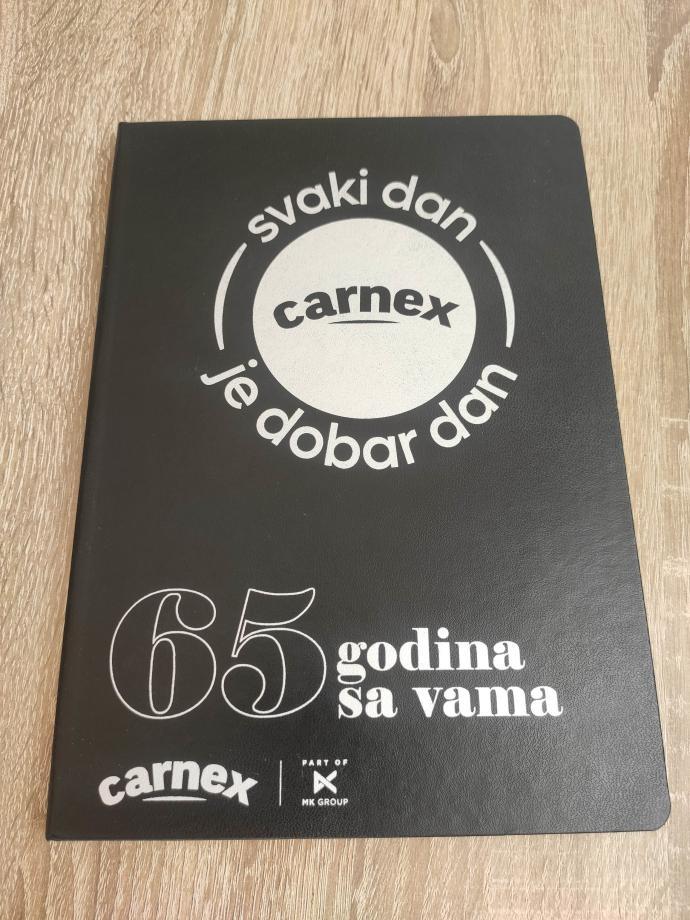 svaki dan
carnex
je dobar dan
65 godina
sa vama
carnex
PART OF
MK GROUP